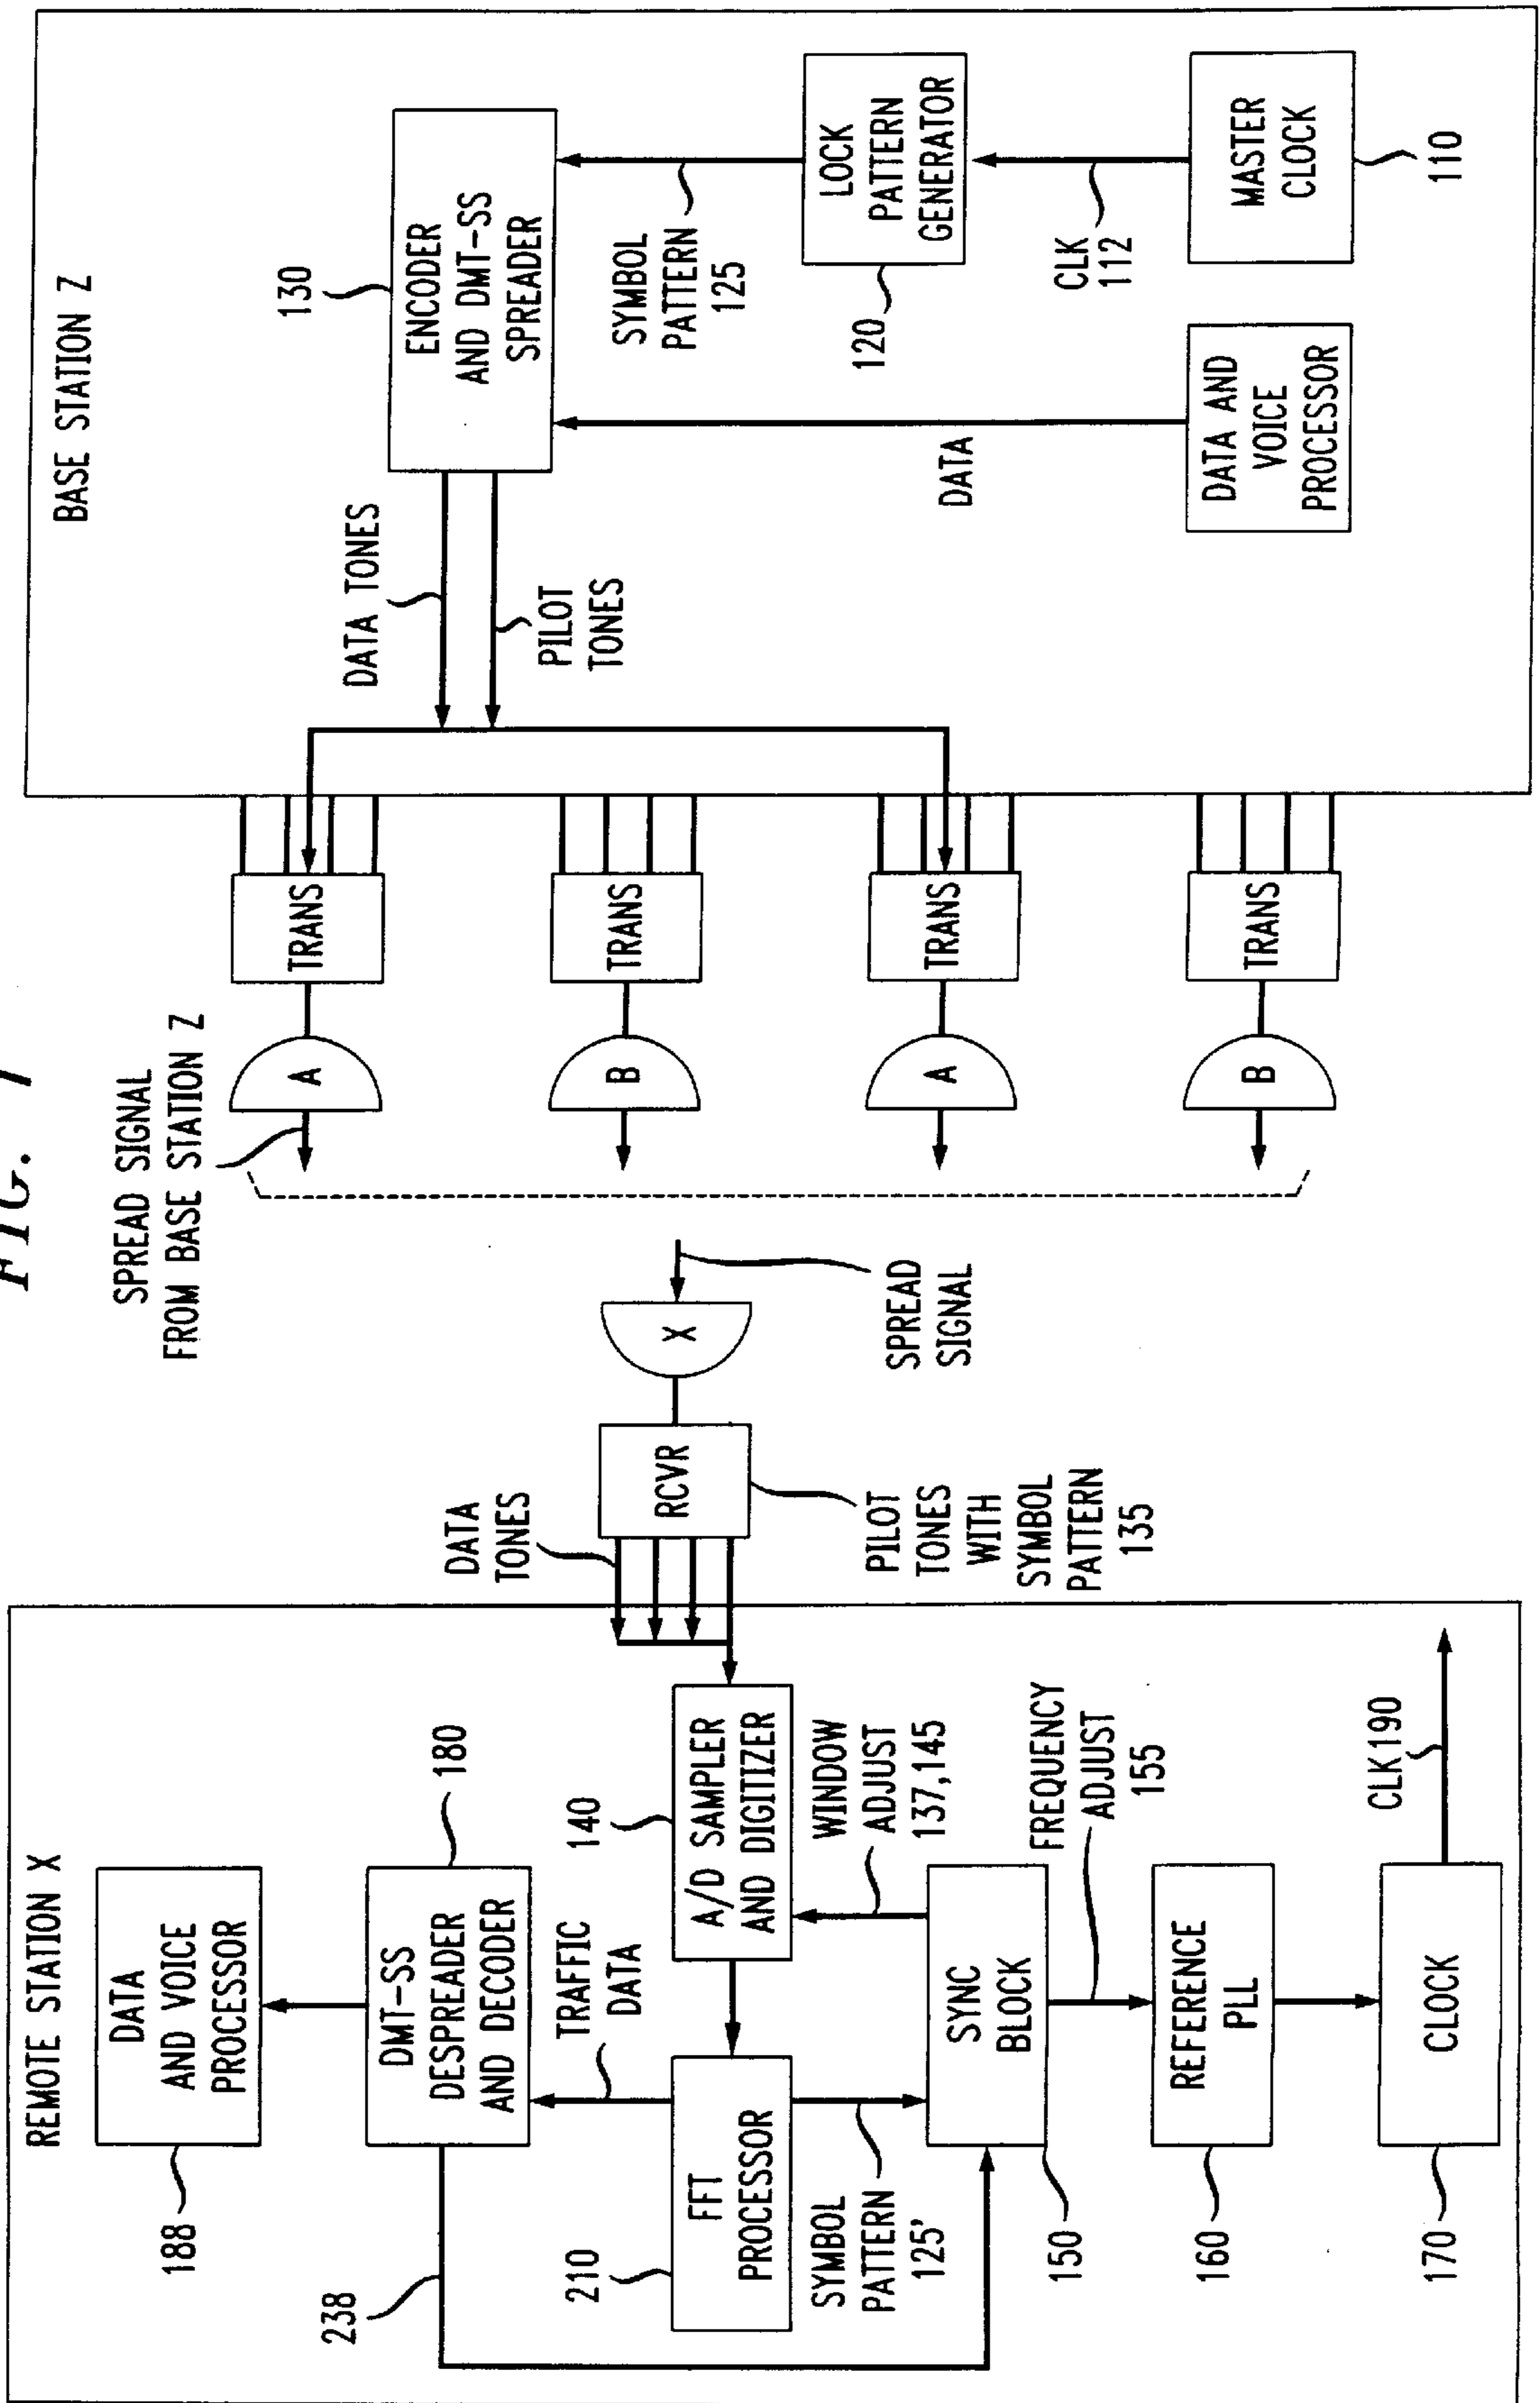 FIG. 1
REMOTE STATION X
DATA
AND VOICE
PROCESSOR
188
DMT-SS
DESPREADER
AND DECODER
180
238
TRAFFIC
DATA
FFT
PROCESSOR
210
A/D SAMPLER
AND DIGITIZER
140
SYMBOL
PATTERN
125'
WINDOW
ADJUST
137,145
SYNC
BLOCK
150
FREQUENCY
ADJUST
155
REFERENCE
PLL
160
CLOCK
170
CLK190
DATA
TONES
RCVR
PILOT
TONES
WITH
SYMBOL
PATTERN
135
X
SPREAD
SIGNAL
SPREAD SIGNAL
FROM BASE STATION Z
A
TRANS
B
TRANS
A
TRANS
B
TRANS
BASE STATION Z
DATA TONES
PILOT
TONES
130
ENCODER
AND DMT-SS
SPREADER
SYMBOL
PATTERN
125
DATA
120
LOCK
PATTERN
GENERATOR
CLK
112
DATA AND
VOICE
PROCESSOR
MASTER
CLOCK
110